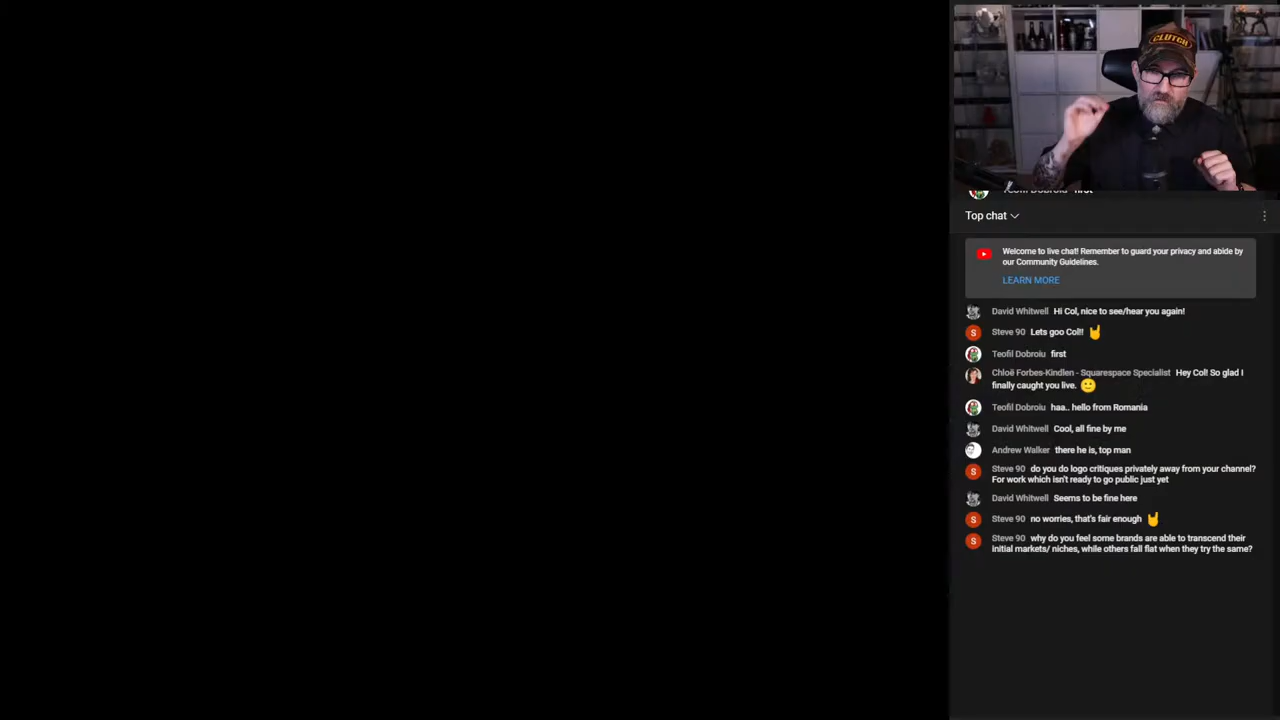 CLUTCH
first
Top chat
Welcome to live chat! Remember to guard your privacy and abide by
our Community Guidelines.
LEARN MORE
David Whitwell Hi Col, nice to see/hear you again!
S Steve 90 Lets goo Col!! 🤘
Teofil Dobroiu first
Chloë Forbes-Kindlen - Squarespace Specialist Hey Col! So glad I
finally caught you live. 🙂
Teofil Dobroiu haa.. hello from Romania
David Whitwell Cool, all fine by me
Andrew Walker there he is, top man
S Steve 90 do you do logo critiques privately away from your channel?
For work which isn't ready to go public just yet
David Whitwell Seems to be fine here
S Steve 90 no worries, that's fair enough 🤘
S Steve 90 why do you feel some brands are able to transcend their
initial markets/ niches, while others fall flat when they try the same?